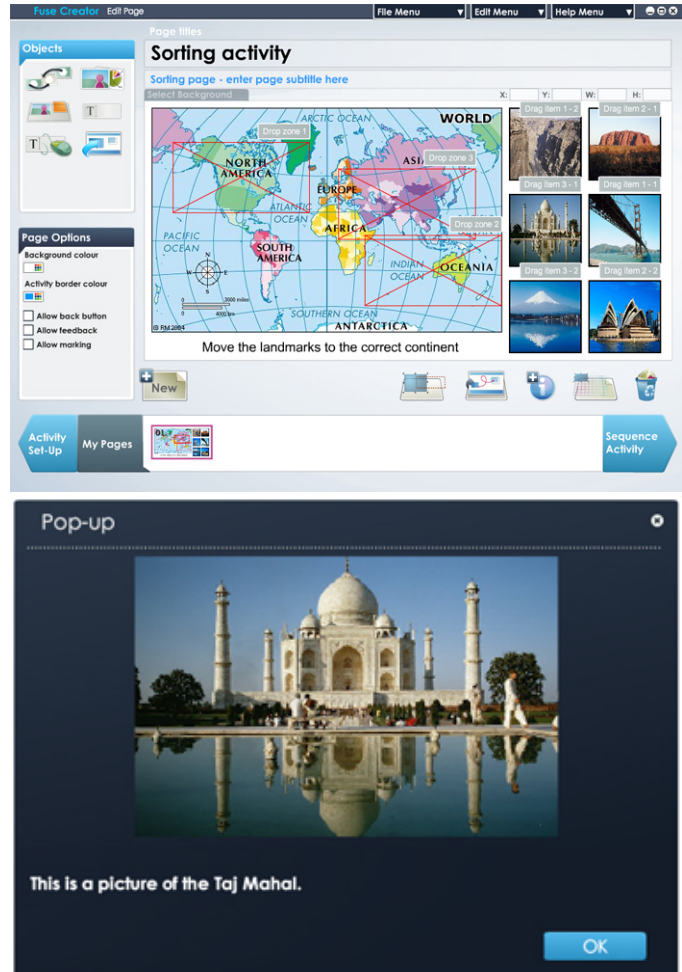 Fuse Creator Edit Page
File Menu Edit Menu Help Menu
Objects
T
T
Page Options
Background colour
Activity border colour
Allow back button
Allow feedback
Allow marking
Page titles
Sorting activity
Sorting page - enter page subtitle here
Select Background
X: Y: W: H:
ARCTIC OCEAN
WORLD
Drop zone 1
Drop zone 3
NORTH
AMERICA
EUROPE
ATLANTIC
OCEAN
AFRICA
Drop zone 2
PACIFIC
OCEAN
SOUTH
AMERICA
INDIAN
OCEAN
OCEANIA
N
W E
S
3000 miles
SOUTHERN OCEAN
ANTARCTICA
© RM 2004
Move the landmarks to the correct continent
Drag item 1 - 2
Drag item 2 - 1
Drag item 3 - 1
Drag item 1 - 1
Drag item 3 - 2
Drag item 2 - 2
New
Activity
Set-Up
My Pages
Sequence
Activity
Pop-up
This is a picture of the Taj Mahal.
OK